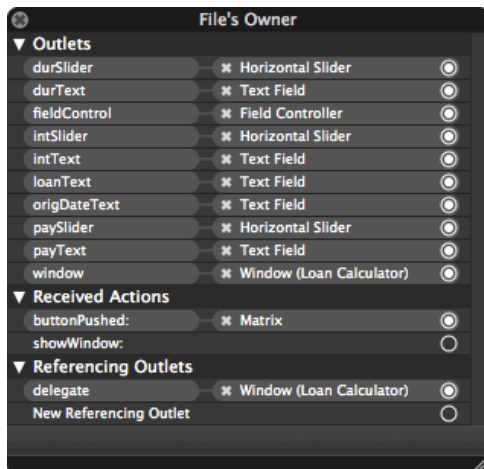 File's Owner
Outlets
durSlider Horizontal Slider
durText Text Field
fieldControl Field Controller
intSlider Horizontal Slider
intText Text Field
loanText Text Field
origDateText Text Field
paySlider Horizontal Slider
payText Text Field
window Window (Loan Calculator)
Received Actions
buttonPushed: Matrix
showWindow:
Referencing Outlets
delegate Window (Loan Calculator)
New Referencing Outlet